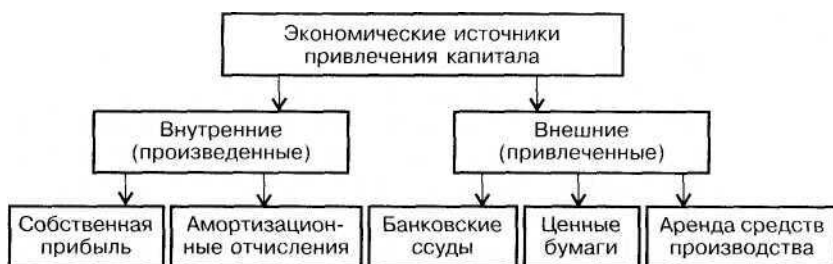 Экономические источники
привлечения капитала
Внутренние
(произведенные)
Внешние
(привлеченные)
Собственная
прибыль
Амортизацион-
ные отчисления
Банковские
ссуды
Ценные
бумаги
Аренда средств
производства